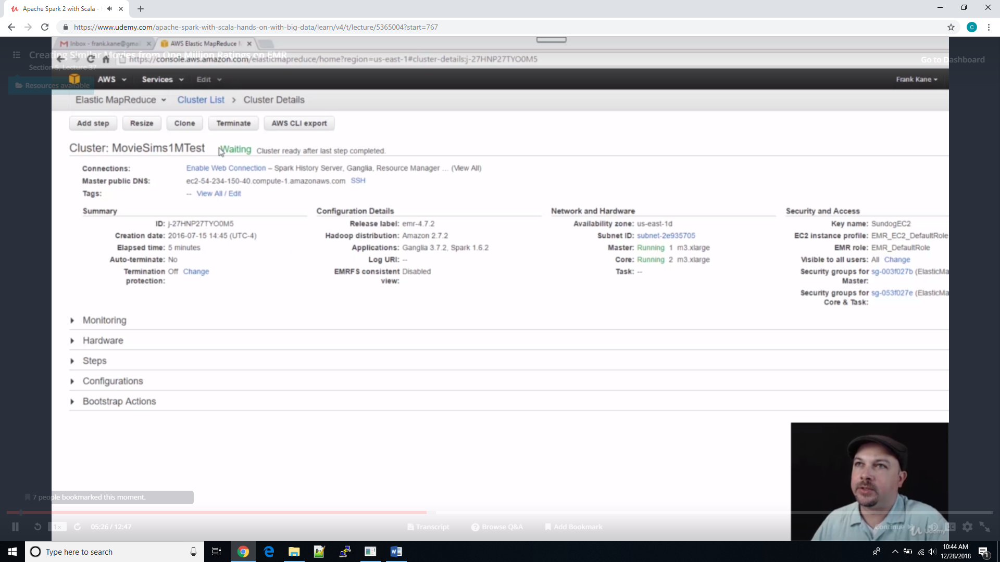 Apache Spark 2 with Scala -
https://www.udemy.com/apache-spark-with-scala-hands-on-with-big-data/learn/v4/t/lecture/5365004?start=767
C
Inbox - frank.kane@gmai
AWS Elastic MapReduce
Creating Similar Movies from One Million Ratings on EMR
https://console.aws.amazon.com/elasticmapreduce/home?region=us-east-1#cluster-details:j-27HNP27TYO0M5
Go to Dashboard
Section 5, Lecture 37
AWS Services Edit Frank Kane
Resources available
Elastic MapReduce Cluster List > Cluster Details
Add step Resize Clone Terminate AWS CLI export
Cluster: MovieSims1MTest Waiting Cluster ready after last step completed.
Connections: Enable Web Connection – Spark History Server, Ganglia, Resource Manager ... (View All)
Master public DNS: ec2-54-234-150-40.compute-1.amazonaws.com SSH
Tags: -- View All / Edit
Summary
ID: j-27HNP27TYO0M5
Creation date: 2016-07-15 14:45 (UTC-4)
Elapsed time: 5 minutes
Auto-terminate: No
Termination protection: Off Change
Configuration Details
Release label: emr-4.7.2
Hadoop distribution: Amazon 2.7.2
Applications: Ganglia 3.7.2, Spark 1.6.2
Log URI: --
EMRFS consistent view: Disabled
Network and Hardware
Availability zone: us-east-1d
Subnet ID: subnet-2e935705
Master: Running 1 m3.xlarge
Core: Running 2 m3.xlarge
Task: --
Security and Access
Key name: SundogEC2
EC2 instance profile: EMR_EC2_DefaultRole
EMR role: EMR_DefaultRole
Visible to all users: All Change
Security groups for Master: sg-003f027b (ElasticMa
Security groups for Core & Task: sg-053f027e (ElasticMa
Monitoring
Hardware
Steps
Configurations
Bootstrap Actions
7 people bookmarked this moment.
1x 05:26 / 12:47 Transcript Browse Q&A Add Bookmark Continue CC
Udemy
Type here to search
10:44 AM
12/28/2018
1